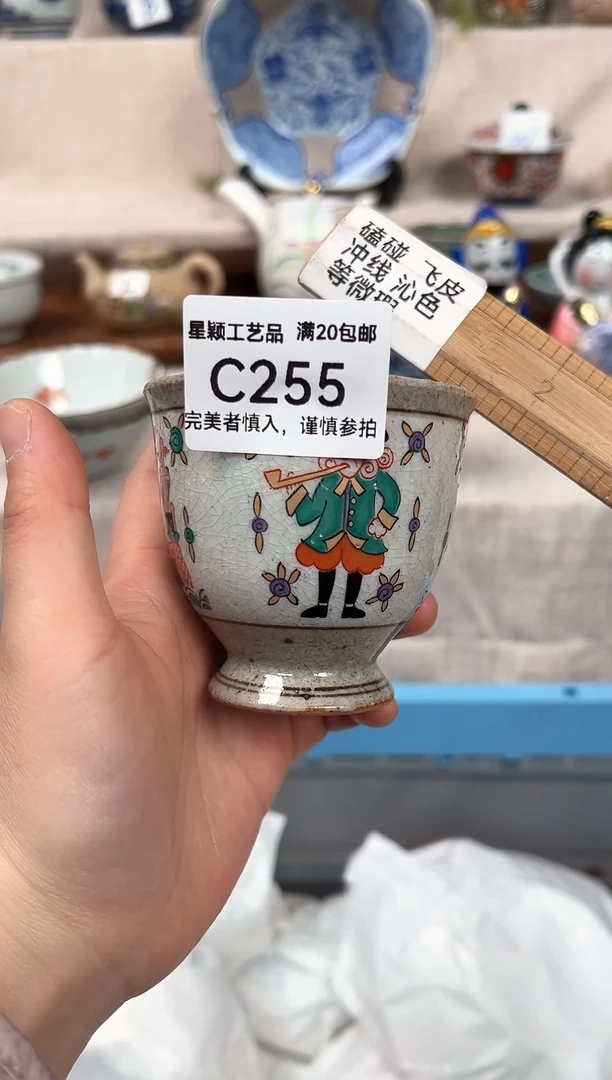 磕碰 飞皮
冲线 沁色
等微瑕
星颖工艺品 满20包邮
C255
完美者慎入，谨慎参拍